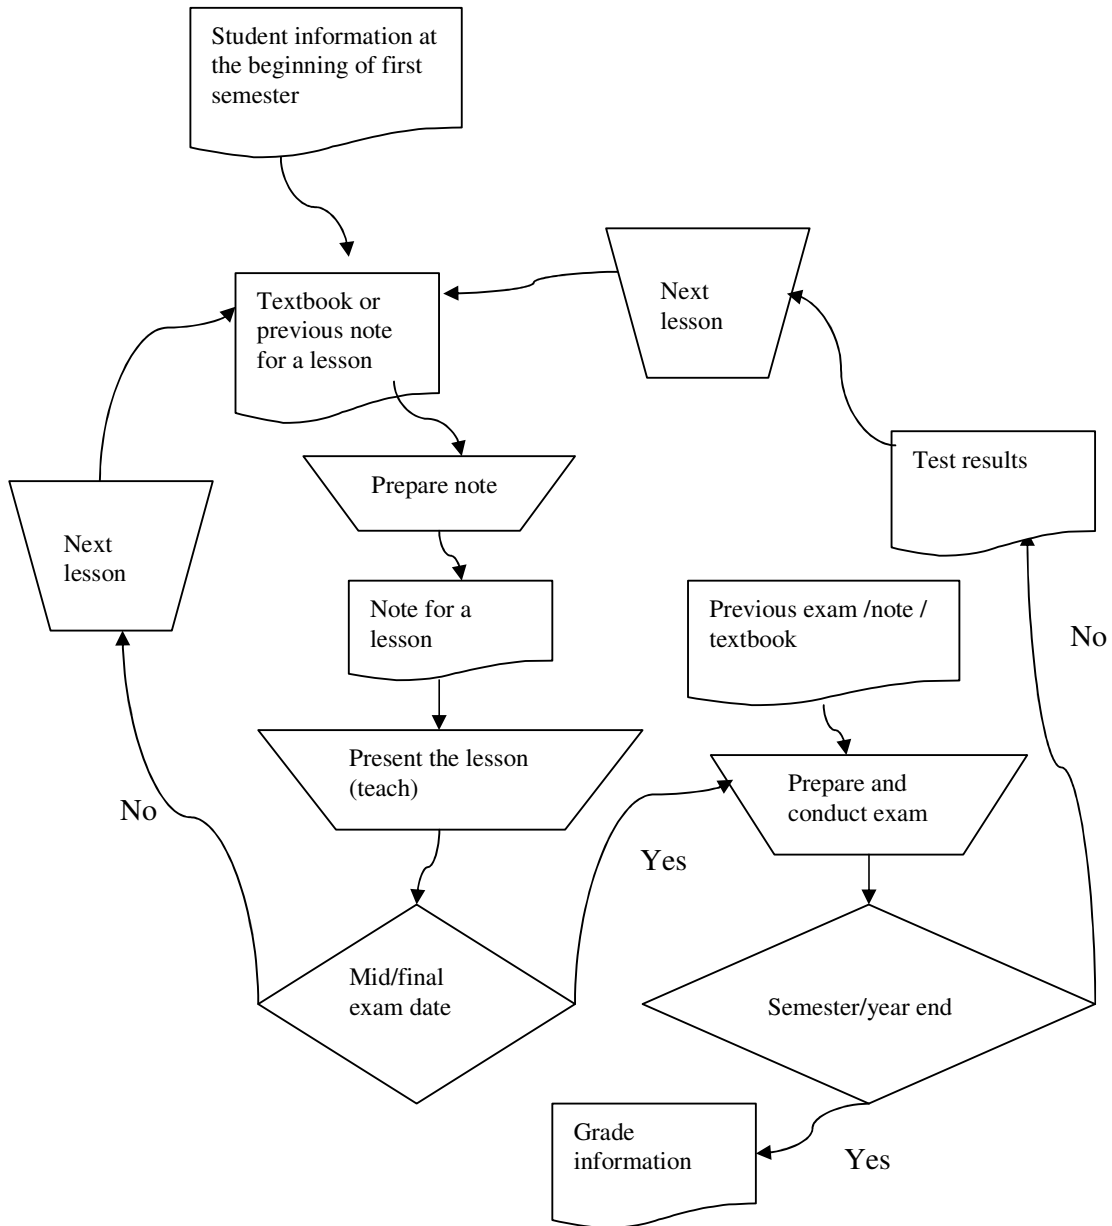 Student information at
the beginning of first
semester
Next
lesson
Textbook or
previous note
for a lesson
Test results
Prepare note
Next
lesson
Note for a
lesson
Previous exam /note /
textbook
No
Present the lesson
(teach)
Prepare and
conduct exam
No
Yes
Mid/final
exam date
Semester/year end
Grade
information
Yes